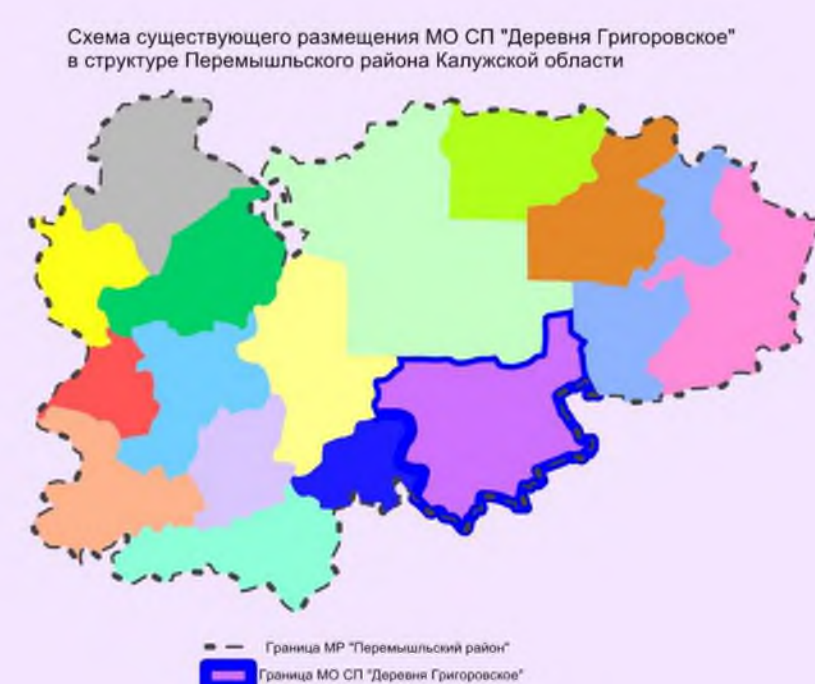 Схема существующего размещения МО СП "Деревня Григоровское"
в структуре Перемышльского района Калужской области
Граница МР "Перемышльский район"
Граница МО СП "Деревня Григоровское"